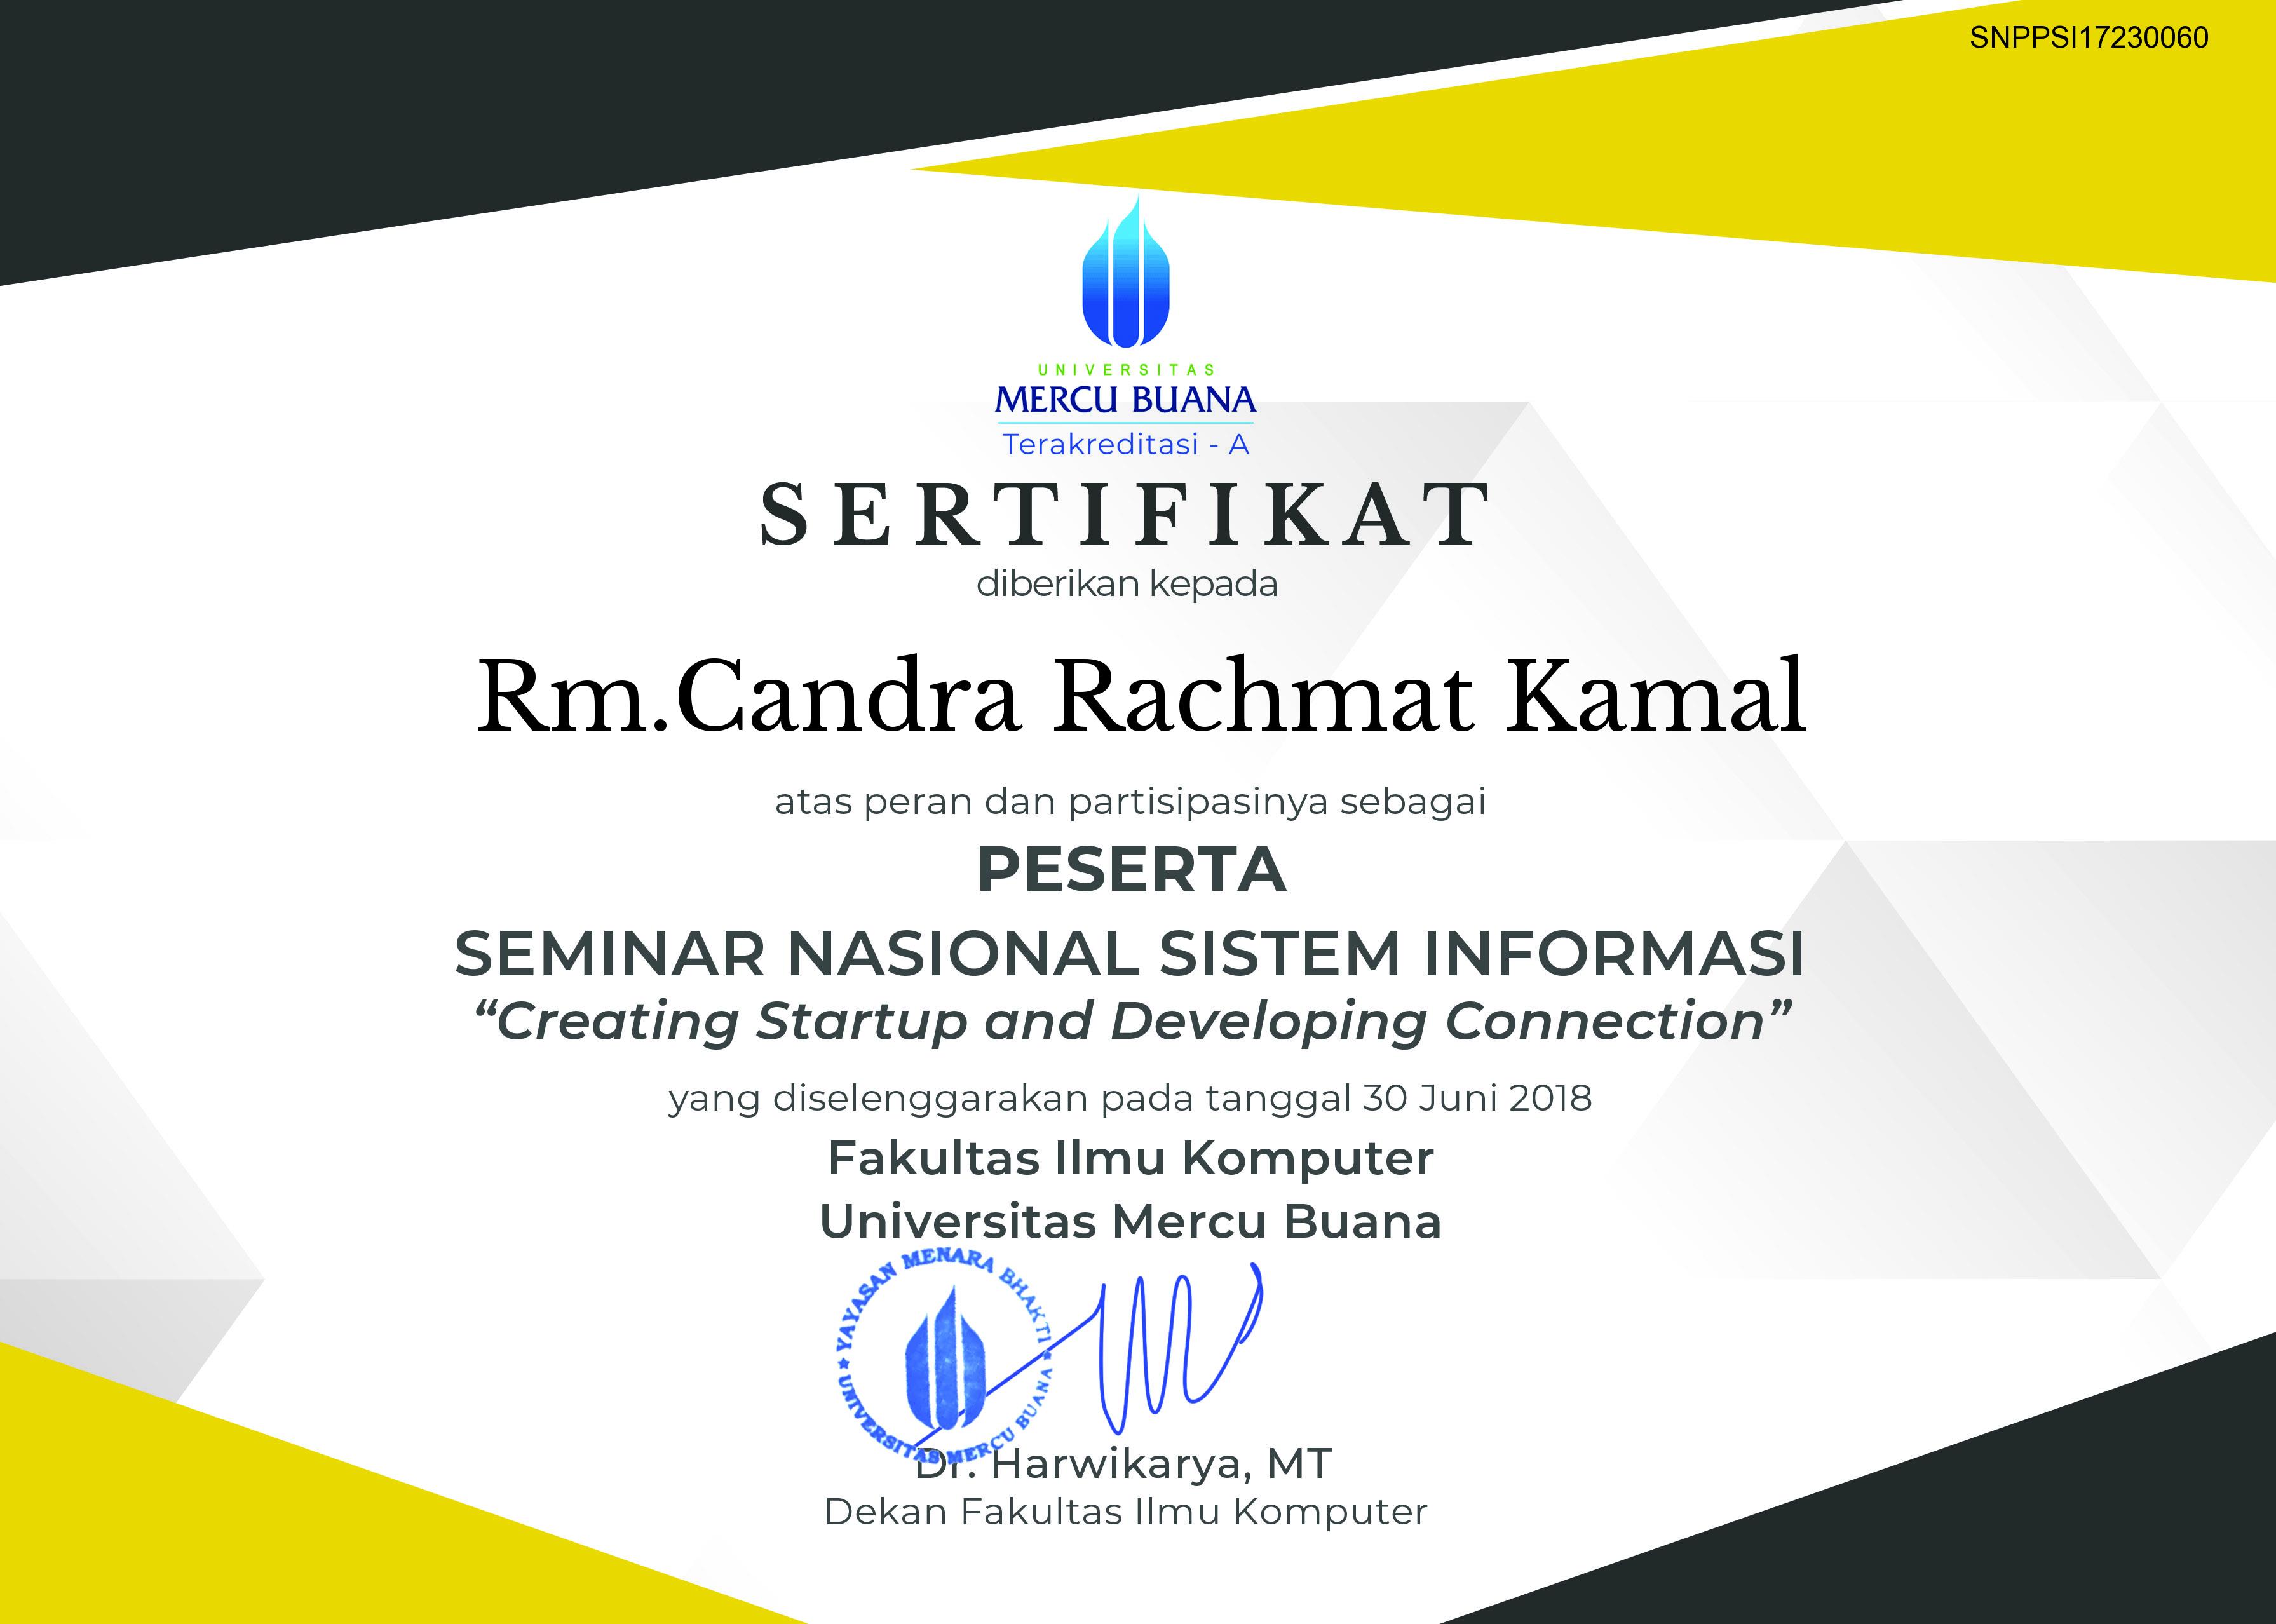 SNPPSI17230060
UNIVERSITAS
MERCU BUANA
Terakreditasi - A
SERTIFIKAT
diberikan kepada
Rm.Candra Rachmat Kamal
atas peran dan partisipasinya sebagai
PESERTA
SEMINAR NASIONAL SISTEM INFORMASI
“Creating Startup and Developing Connection”
yang diselenggarakan pada tanggal 30 Juni 2018
Fakultas Ilmu Komputer
Universitas Mercu Buana
YAYASAN MENARA BHAKTI
UNIVERSITAS MERCU BUANA
Dr. Harwikarya, MT
Dekan Fakultas Ilmu Komputer